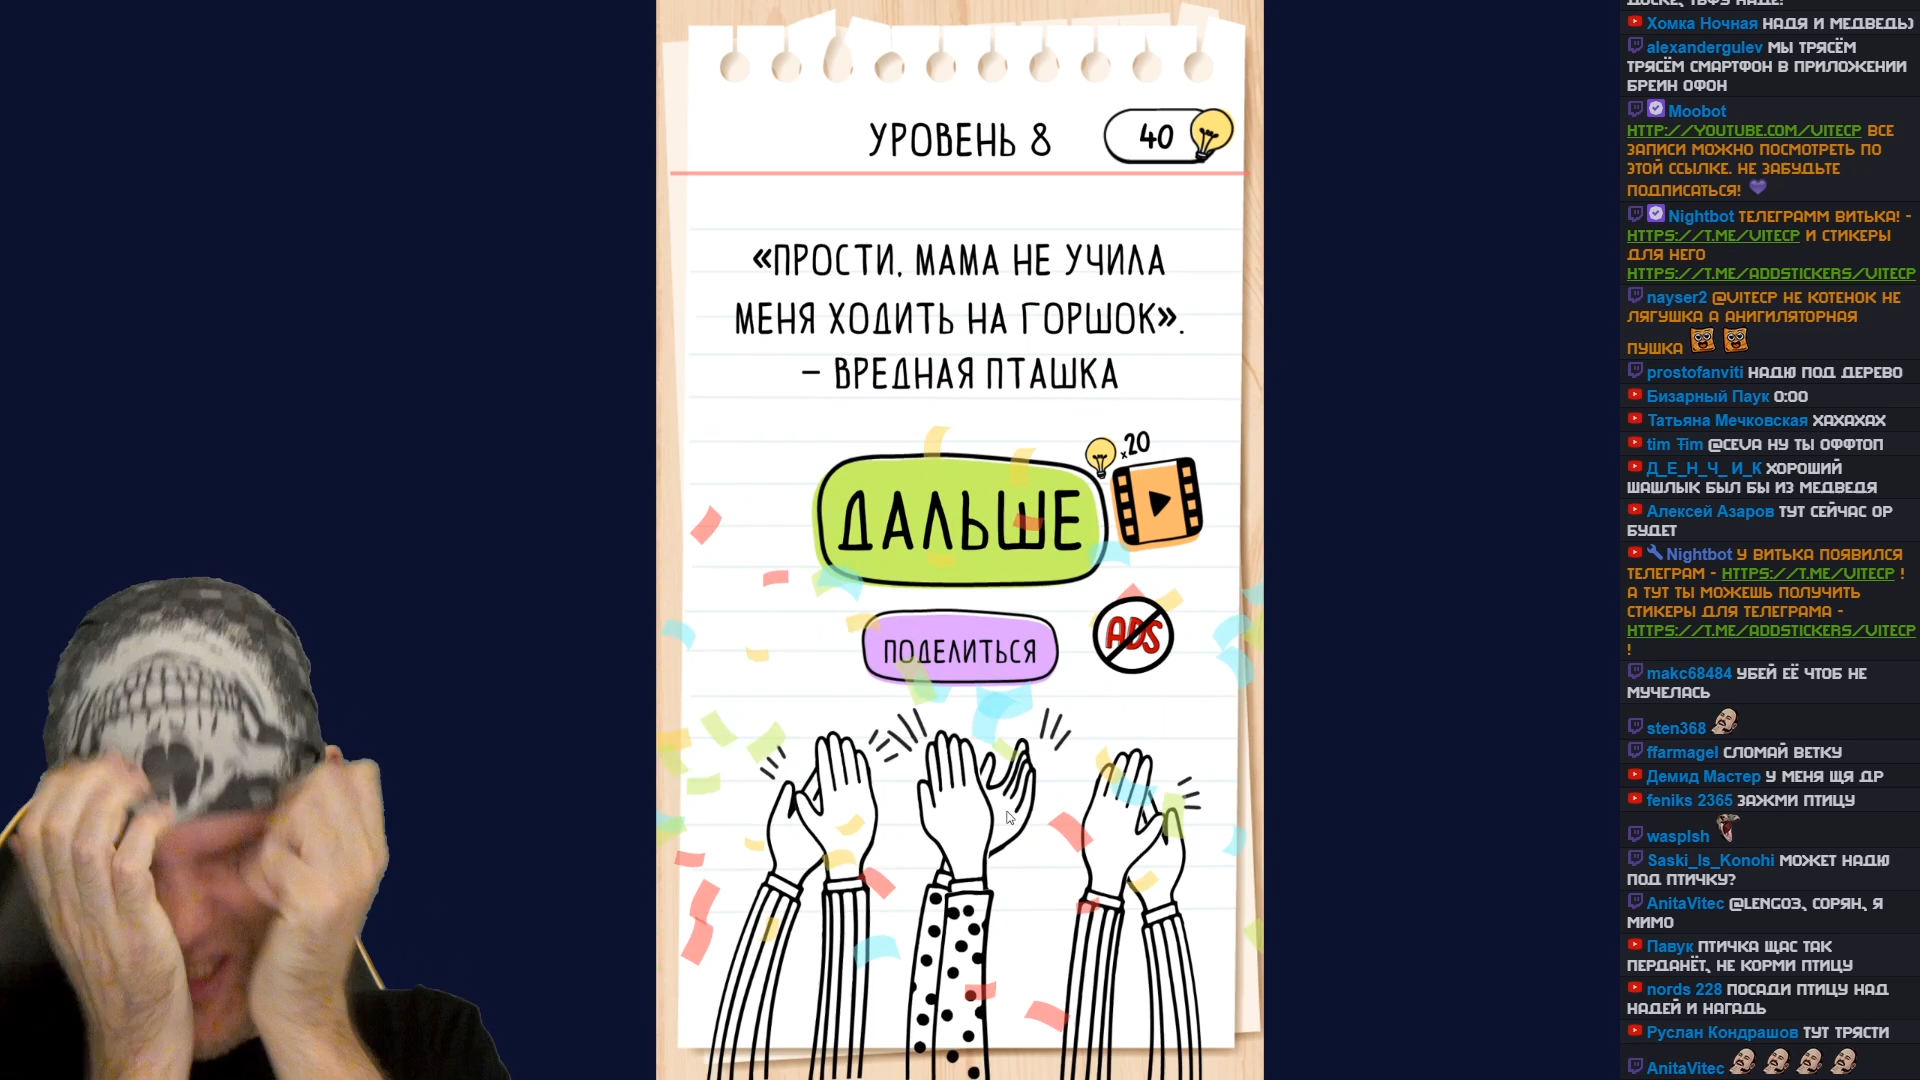 УРОВЕНЬ 8
40
«ПРОСТИ, МАМА НЕ УЧИЛА
МЕНЯ ХОДИТЬ НА ГОРШОК».
– ВРЕДНАЯ ПТАШКА
x20
ДАЛЬШЕ
ПОДЕЛИТЬСЯ
ADS
Хомка Ночная НАДЯ И МЕДВЕДЬ)
alexandergulev МЫ ТРЯСЁМ
ТРЯСЁМ СМАРТФОН В ПРИЛОЖЕНИИ
БРЕИН ОФОН
Moobot
HTTP://YOUTUBE.COM/VITECP ВСЕ
ЗАПИСИ МОЖНО ПОСМОТРЕТЬ ПО
ЭТОЙ ССЫЛКЕ. НЕ ЗАБУДЬТЕ
ПОДПИСАТЬСЯ!
Nightbot ТЕЛЕГРАММ ВИТЬКА! -
HTTPS://T.ME/VITECP И СТИКЕРЫ
ДЛЯ НЕГО
HTTPS://T.ME/ADDSTICKERS/VITECP
nayser2 @VITECP НЕ КОТЕНОК НЕ
ЛЯГУШКА А АНИГИЛЯТОРНАЯ
ПУШКА
prostofanviti НАДЮ ПОД ДЕРЕВО
Бизарный Паук 0:00
Татьяна Мечковская ХАХАХАХ
tim Tim @CEVA НУ ТЫ ОФФТОП
Д_Е_Н_Ч_ И_К ХОРОШИЙ
ШАШЛЫК БЫЛ БЫ ИЗ МЕДВЕДЯ
Алексей Азаров ТУТ СЕЙЧАС ОР
БУДЕТ
Nightbot У ВИТЬКА ПОЯВИЛСЯ
ТЕЛЕГРАМ - HTTPS://T.ME/VITECP !
А ТУТ ТЫ МОЖЕШЬ ПОЛУЧИТЬ
СТИКЕРЫ ДЛЯ ТЕЛЕГРАМА -
HTTPS://T.ME/ADDSTICKERS/VITECP
!
makc68484 УБЕЙ ЕЁ ЧТОБ НЕ
МУЧЕЛАСЬ
sten368
ffarmagel СЛОМАЙ ВЕТКУ
Демид Мастер У МЕНЯ ЩЯ ДР
feniks 2365 ЗАЖМИ ПТИЦУ
wasplsh
Saski_Is_Konohi МОЖЕТ НАДЮ
ПОД ПТИЧКУ?
AnitaVitec @LENGO3, СОРЯН, Я
МИМО
Павук ПТИЧКА ЩАС ТАК
ПЕРДАНЁТ, НЕ КОРМИ ПТИЦУ
nords 228 ПОСАДИ ПТИЦУ НАД
НАДЕЙ И НАГАДЬ
Руслан Кондрашов ТУТ ТРЯСТИ
AnitaVitec